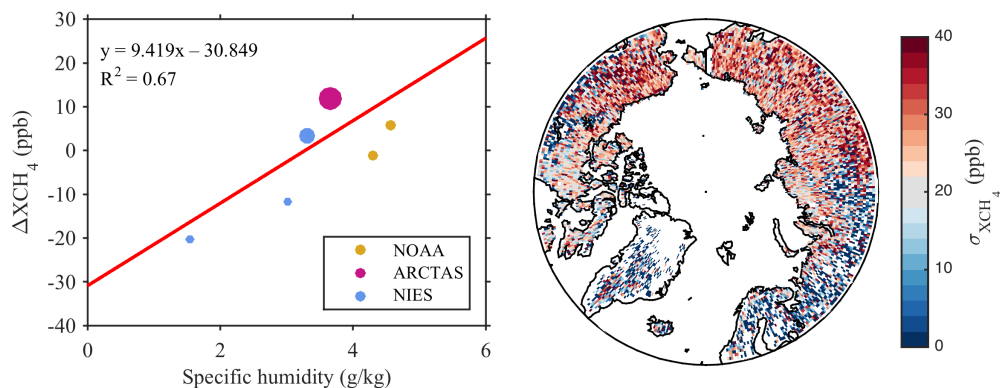 y = 9.419x – 30.849
R² = 0.67
30
20
10
0
-10
-20
-30
-40
ΔXCH₄ (ppb)
0
2
4
6
Specific humidity (g/kg)
NOAA
ARCTAS
NIES
40
30
20
10
0
σ_XCH₄ (ppb)